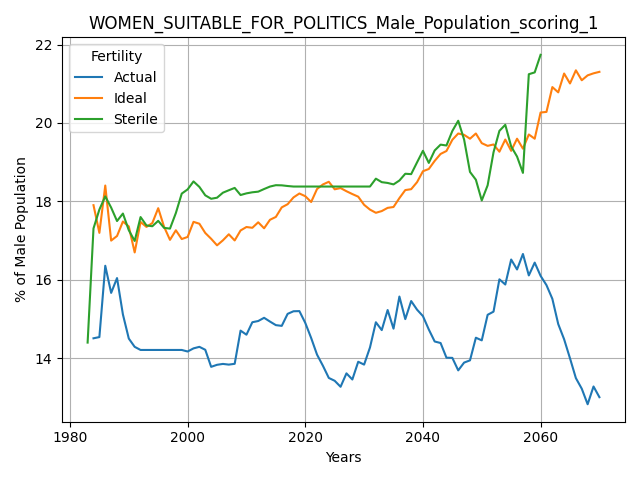 WOMEN_SUITABLE_FOR_POLITICS_Male_Population_scoring_1
Fertility
Actual
Ideal
Sterile
% of Male Population
22
20
18
16
14
1980
2000
2020
2040
2060
Years